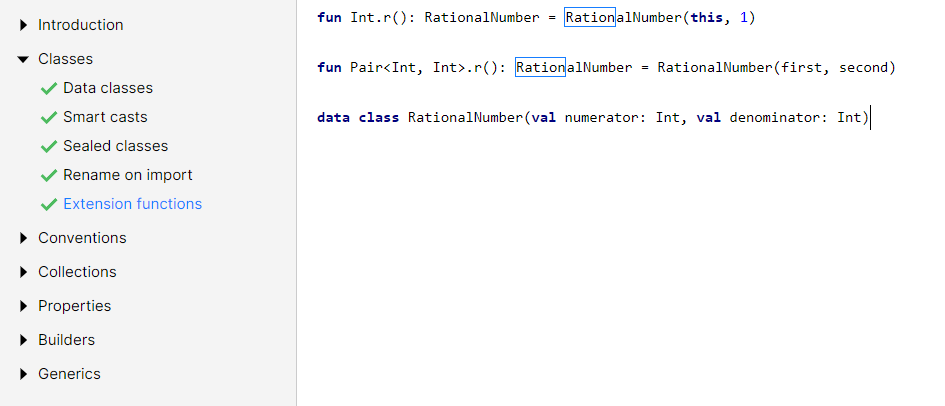 Introduction
Classes
Data classes
Smart casts
Sealed classes
Rename on import
Extension functions
Conventions
Collections
Properties
Builders
Generics
fun Int.r(): RationalNumber = RationalNumber(this, 1)
fun Pair<Int, Int>.r(): RationalNumber = RationalNumber(first, second)
data class RationalNumber(val numerator: Int, val denominator: Int)